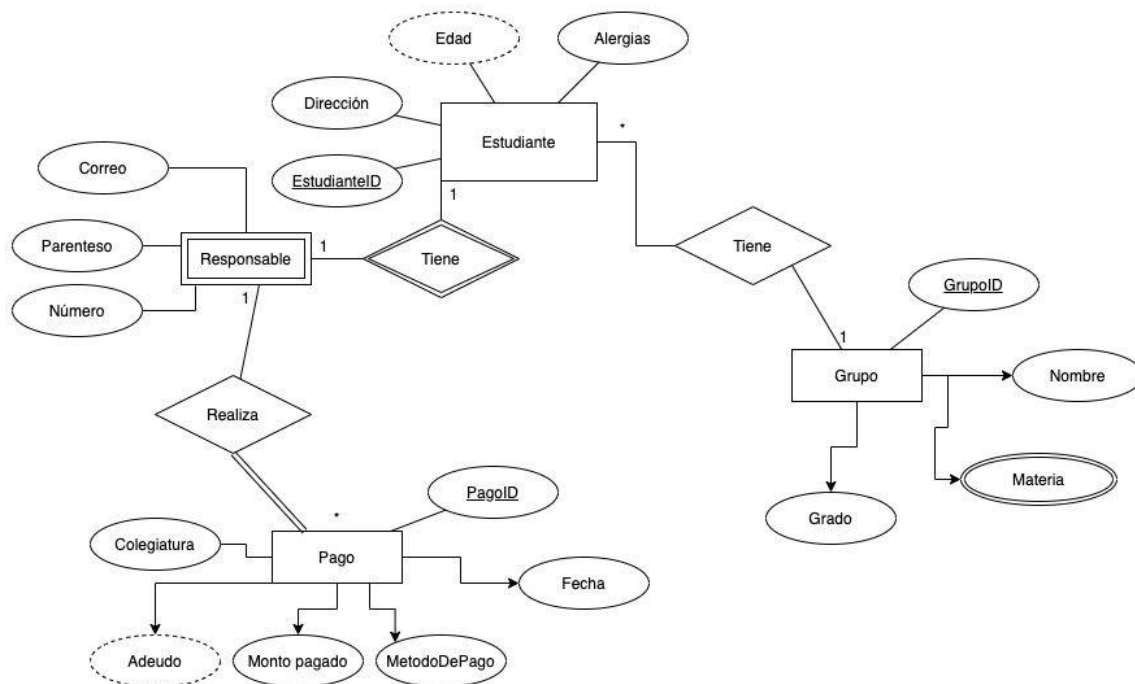 Edad
Alergias
Dirección
Estudiante
*
EstudianteID
Correo
1
Parenteso
Responsable
1
Tiene
Tiene
Número
1
GrupoID
1
Grupo
Nombre
Realiza
Materia
PagoID
Grado
*
Colegiatura
Pago
Fecha
Adeudo
Monto pagado
MetodoDePago